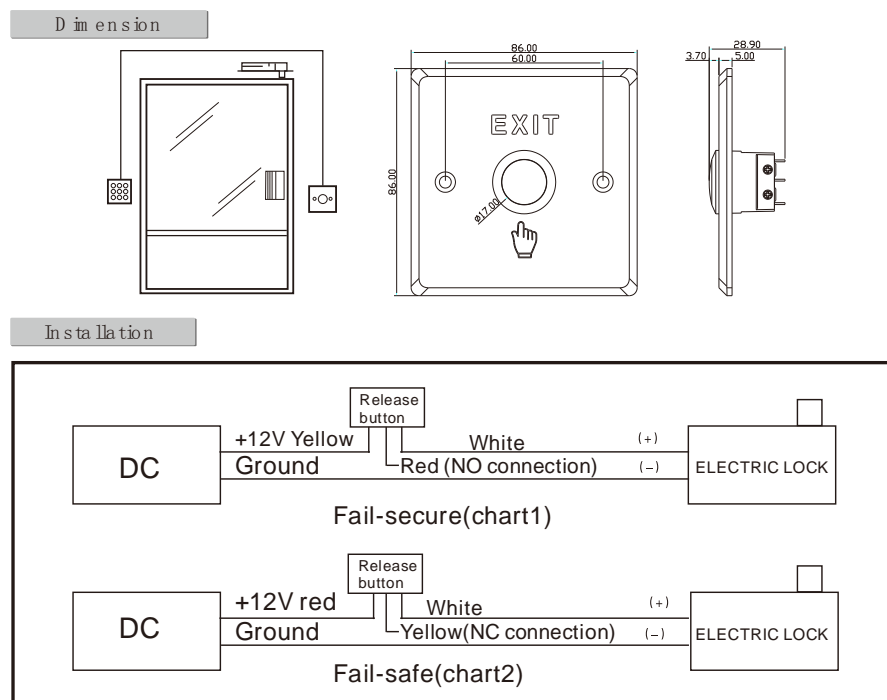 Dimension
86.00
60.00
86.00
EXIT
ø17.00
28.90
3.70
5.00
Installation
Release
button
+12V Yellow
White
(+)
DC
Ground
Red (NO connection)
(-)
ELECTRIC LOCK
Fail-secure(chart1)
Release
button
+12V red
White
(+)
DC
Ground
Yellow(NC connection)
(-)
ELECTRIC LOCK
Fail-safe(chart2)